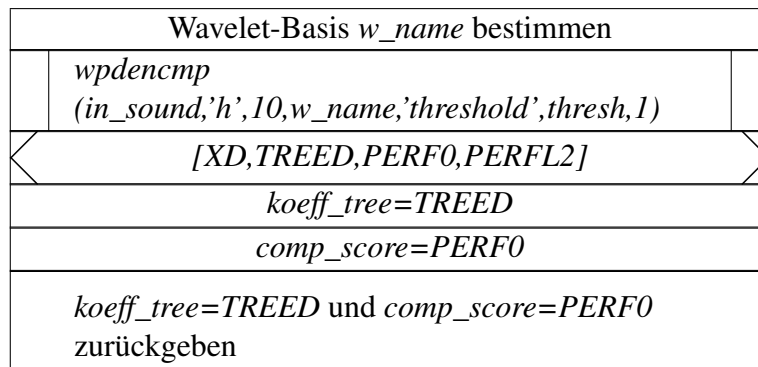 Wavelet-Basis w_name bestimmen
wpdencmp
(in_sound,'h',10,w_name,'threshold',thresh,1)
[XD,TREED,PERF0,PERFL2]
koeff_tree=TREED
comp_score=PERF0
koeff_tree=TREED und comp_score=PERF0
zurückgeben